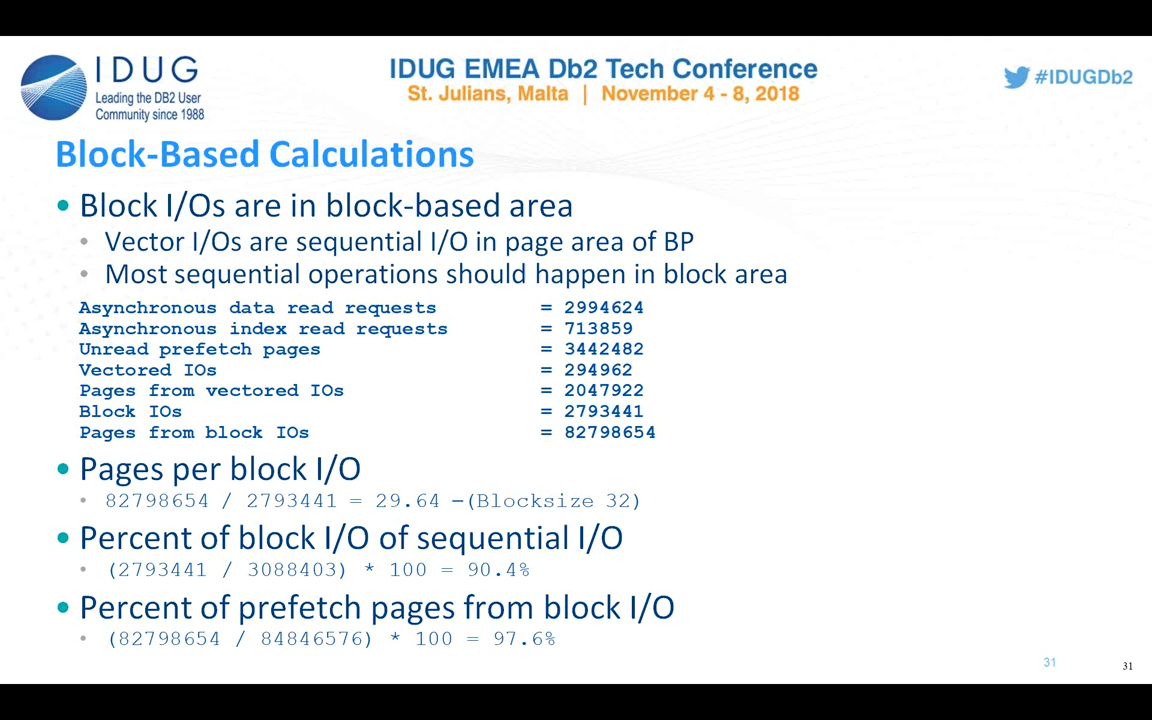 IDUG
Leading the DB2 User
Community since 1988
IDUG EMEA Db2 Tech Conference
St. Julians, Malta | November 4 - 8, 2018
#IDUGDb2
Block-Based Calculations
• Block I/Os are in block-based area
• Vector I/Os are sequential I/O in page area of BP
• Most sequential operations should happen in block area
Asynchronous data read requests = 2994624
Asynchronous index read requests = 713859
Unread prefetch pages = 3442482
Vectored IOs = 294962
Pages from vectored IOs = 2047922
Block IOs = 2793441
Pages from block IOs = 82798654
• Pages per block I/O
• 82798654 / 2793441 = 29.64 –(Blocksize 32)
• Percent of block I/O of sequential I/O
• (2793441 / 3088403) * 100 = 90.4%
• Percent of prefetch pages from block I/O
• (82798654 / 84846576) * 100 = 97.6%
31
31